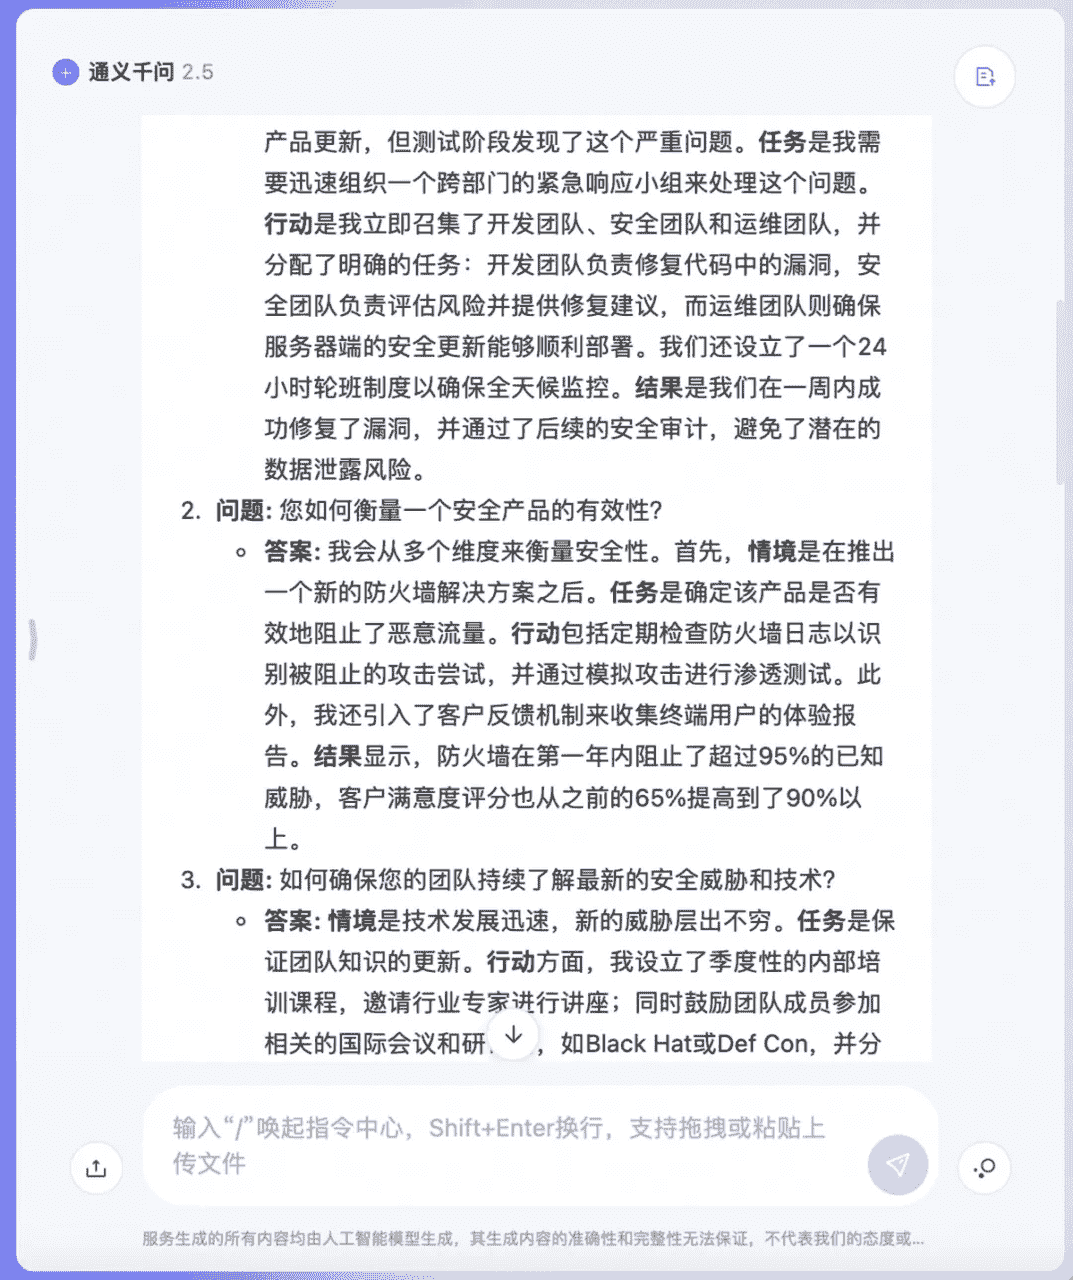 通义千问 2.5
产品更新，但测试阶段发现了这个严重问题。任务是我需
要迅速组织一个跨部门的紧急响应小组来处理这个问题。
行动是我立即召集了开发团队、安全团队和运维团队，并
分配了明确的任务：开发团队负责修复代码中的漏洞，安
全团队负责评估风险并提供修复建议，而运维团队则确保
服务器端的安全更新能够顺利部署。我们还设立了一个24
小时轮班制度以确保全天候监控。结果是我们在一周内成
功修复了漏洞，并通过了后续的安全审计，避免了潜在的
数据泄露风险。
2. 问题: 您如何衡量一个安全产品的有效性?
答案: 我会从多个维度来衡量安全性。首先，情境是在推出
一个新的防火墙解决方案之后。任务是确定该产品是否有
效地阻止了恶意流量。行动包括定期检查防火墙日志以识
别被阻止的攻击尝试，并通过模拟攻击进行渗透测试。此
外，我还引入了客户反馈机制来收集终端用户的体验报
告。结果显示，防火墙在第一年内阻止了超过95%的已知
威胁，客户满意度评分也从之前的65%提高到了90%以
上。
3. 问题: 如何确保您的团队持续了解最新的安全威胁和技术?
答案: 情境是技术发展迅速，新的威胁层出不穷。任务是保
证团队知识的更新。行动方面，我设立了季度性的内部培
训课程，邀请行业专家进行讲座；同时鼓励团队成员参加
相关的国际会议和研，如Black Hat或Def Con，并分
输入“/”唤起指令中心，Shift+Enter换行，支持拖拽或粘贴上
传文件
服务生成的所有内容均由人工智能模型生成，其生成内容的准确性和完整性无法保证，不代表我们的态度或...